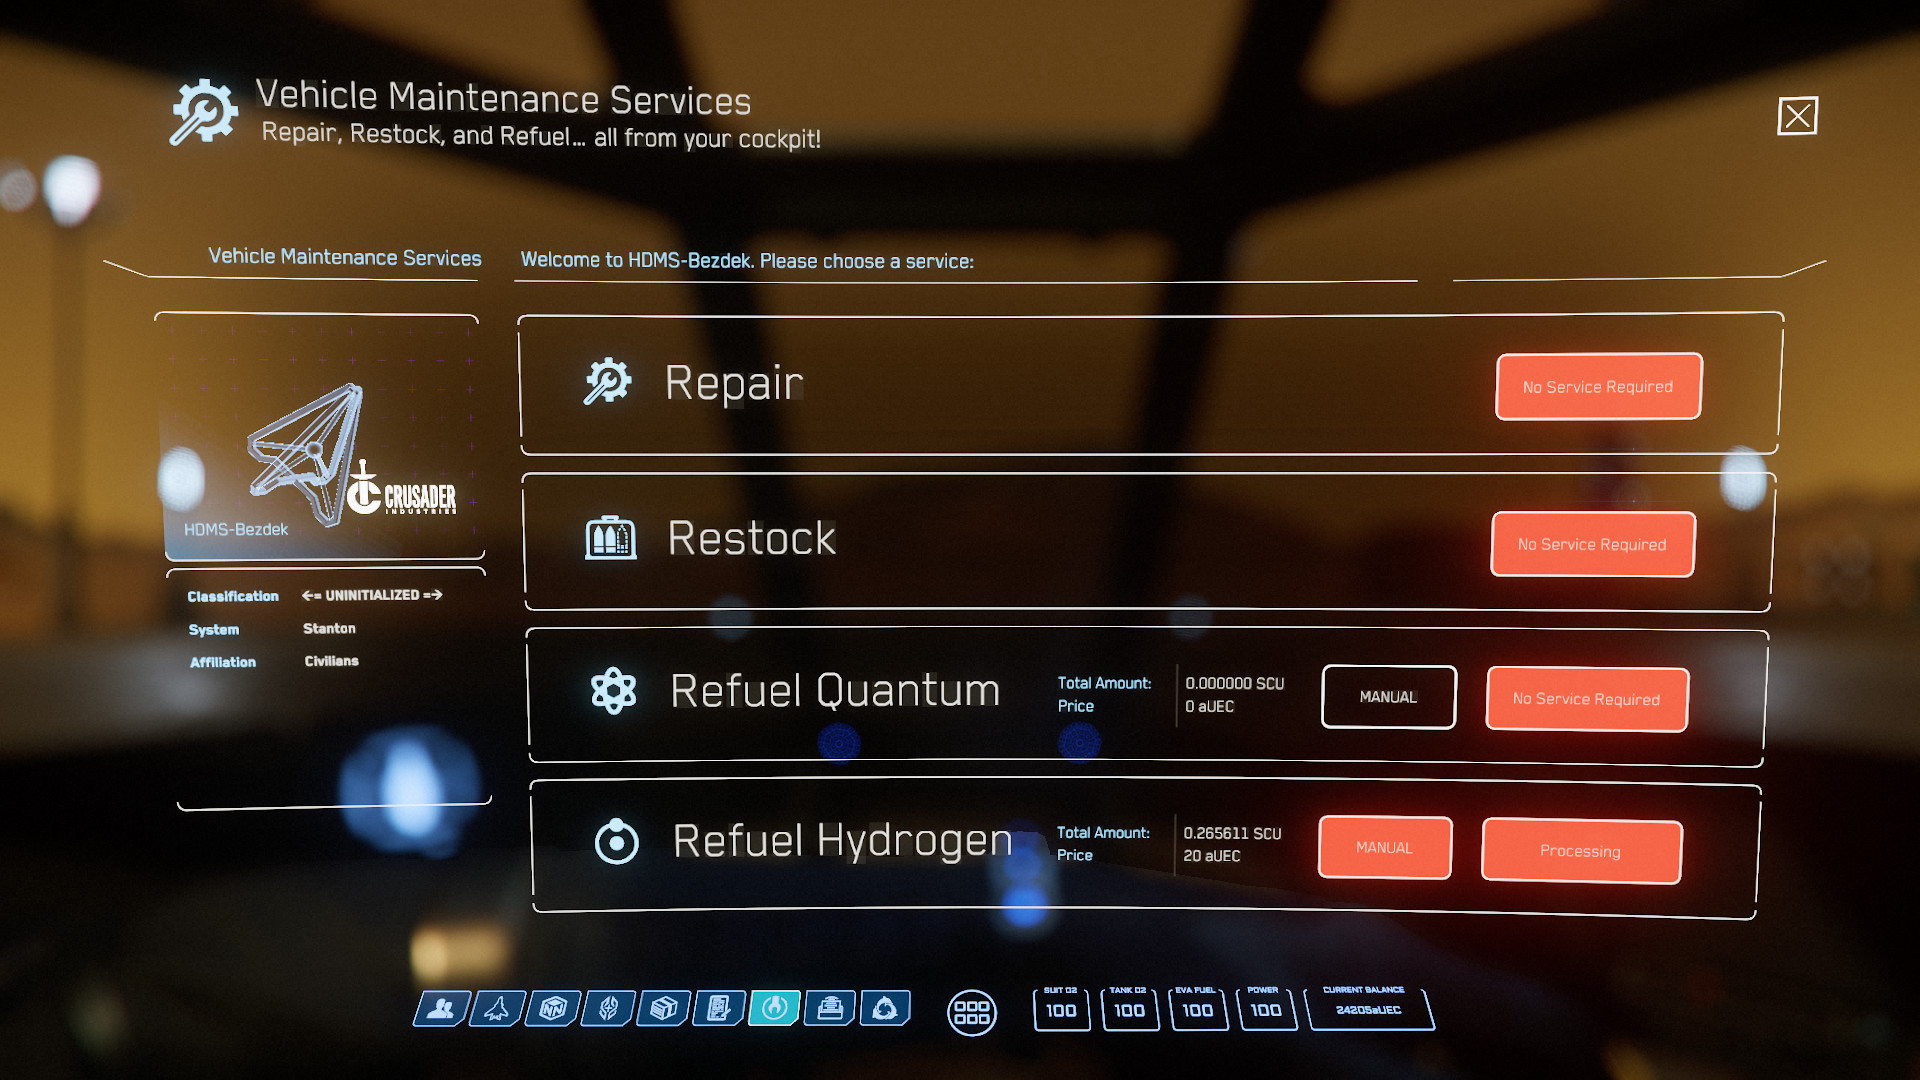 Vehicle Maintenance Services
Repair, Restock, and Refuel... all from your cockpit!
Vehicle Maintenance Services
Welcome to HDMS-Bezdek. Please choose a service:
CRUSADER
INDUSTRIES
HDMS-Bezdek
Classification <-= UNINITIALIZED =->
System Stanton
Affiliation Civilians
Repair
No Service Required
Restock
No Service Required
Refuel Quantum
Total Amount: 0.000000 SCU
Price 0 aUEC
MANUAL
No Service Required
Refuel Hydrogen
Total Amount: 0.265611 SCU
Price 20 aUEC
MANUAL
Processing
SUIT O2
100
TANK O2
100
EVA FUEL
100
POWER
100
CURRENT BALANCE
24205aUEC